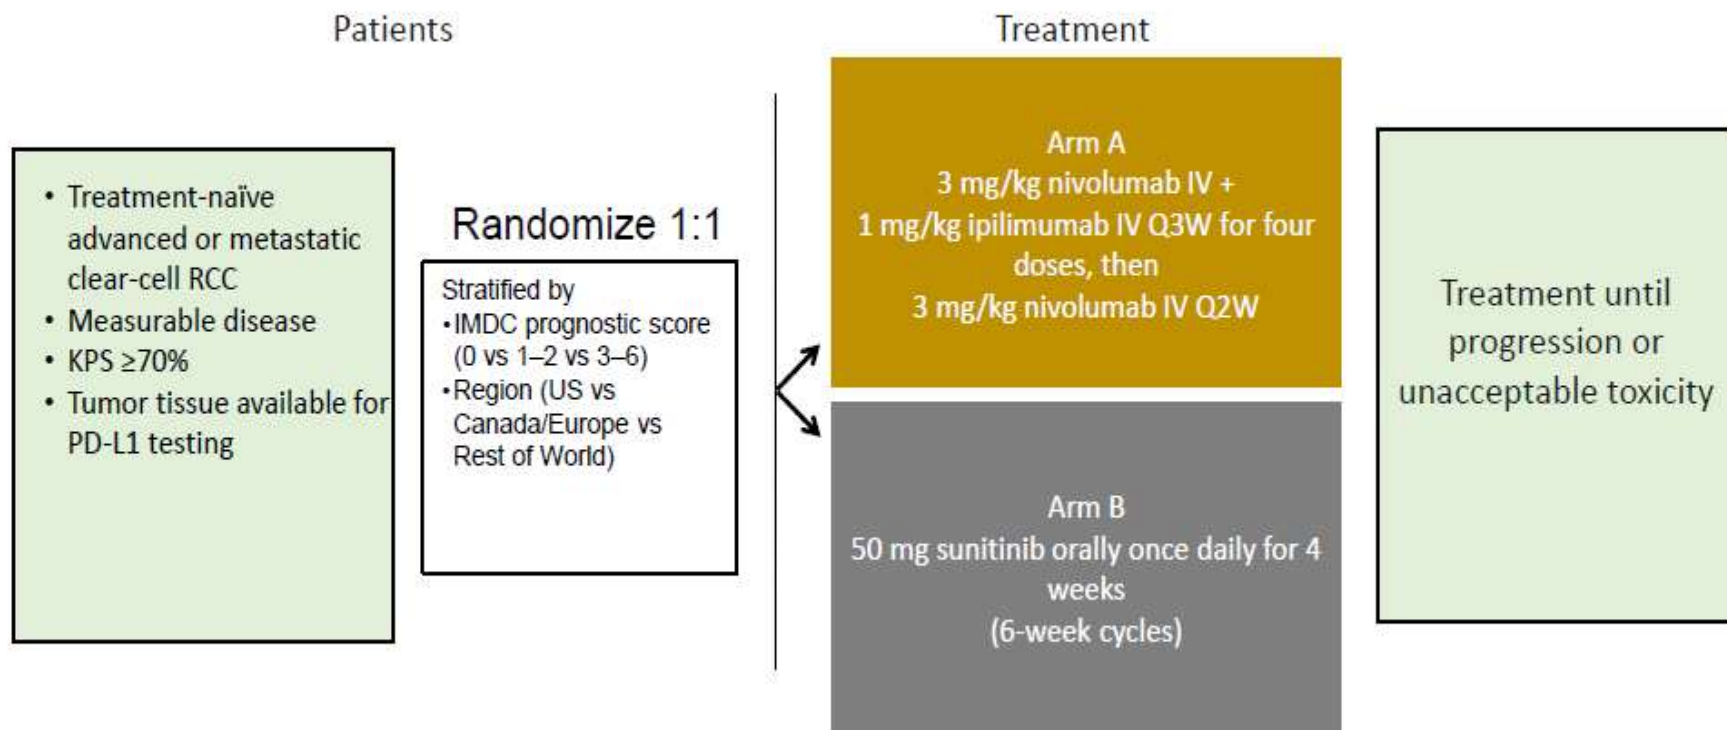 Patients
Treatment
• Treatment-naïve
advanced or metastatic
clear-cell RCC
• Measurable disease
• KPS ≥70%
• Tumor tissue available for
PD-L1 testing
Randomize 1:1
Stratified by
•IMDC prognostic score
(0 vs 1–2 vs 3–6)
•Region (US vs
Canada/Europe vs
Rest of World)
Arm A
3 mg/kg nivolumab IV +
1 mg/kg ipilimumab IV Q3W for four
doses, then
3 mg/kg nivolumab IV Q2W
Arm B
50 mg sunitinib orally once daily for 4
weeks
(6-week cycles)
Treatment until
progression or
unacceptable toxicity